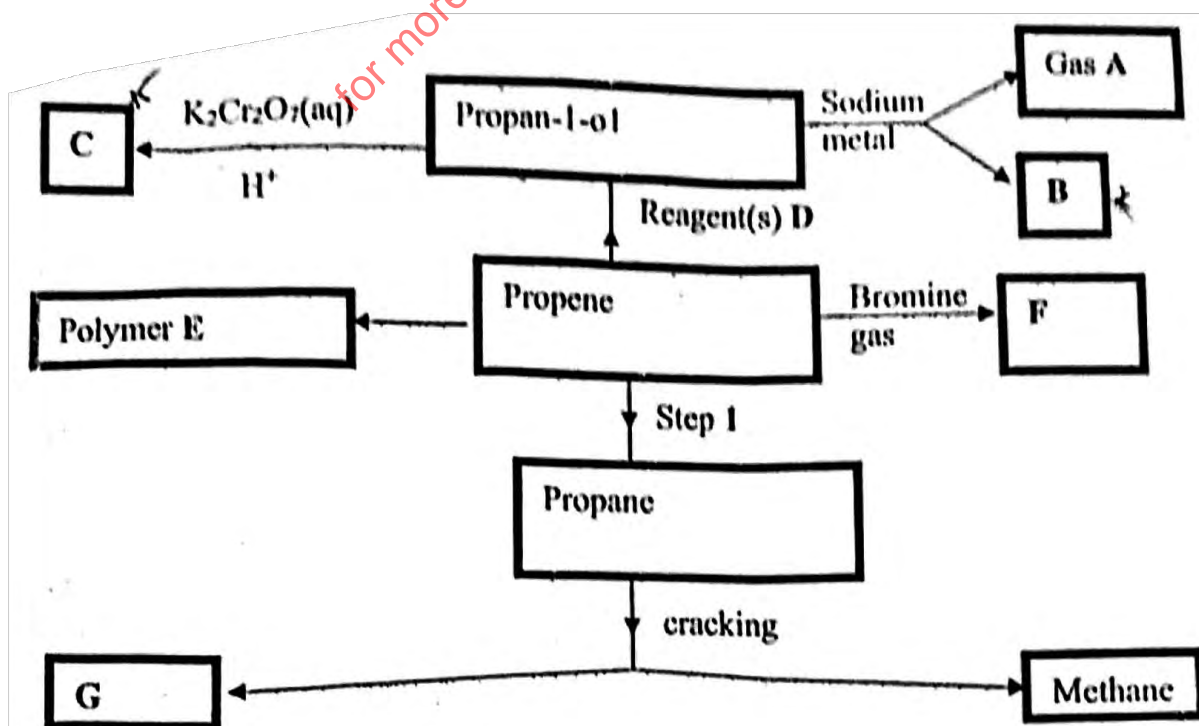 for more
Gas A
K₂Cr₂O₇(aq)
Propan-1-ol
Sodium
metal
C
H⁺
B
Reagent(s) D
Propene
Bromine
gas
F
Polymer E
Step 1
Propane
cracking
G
Methane